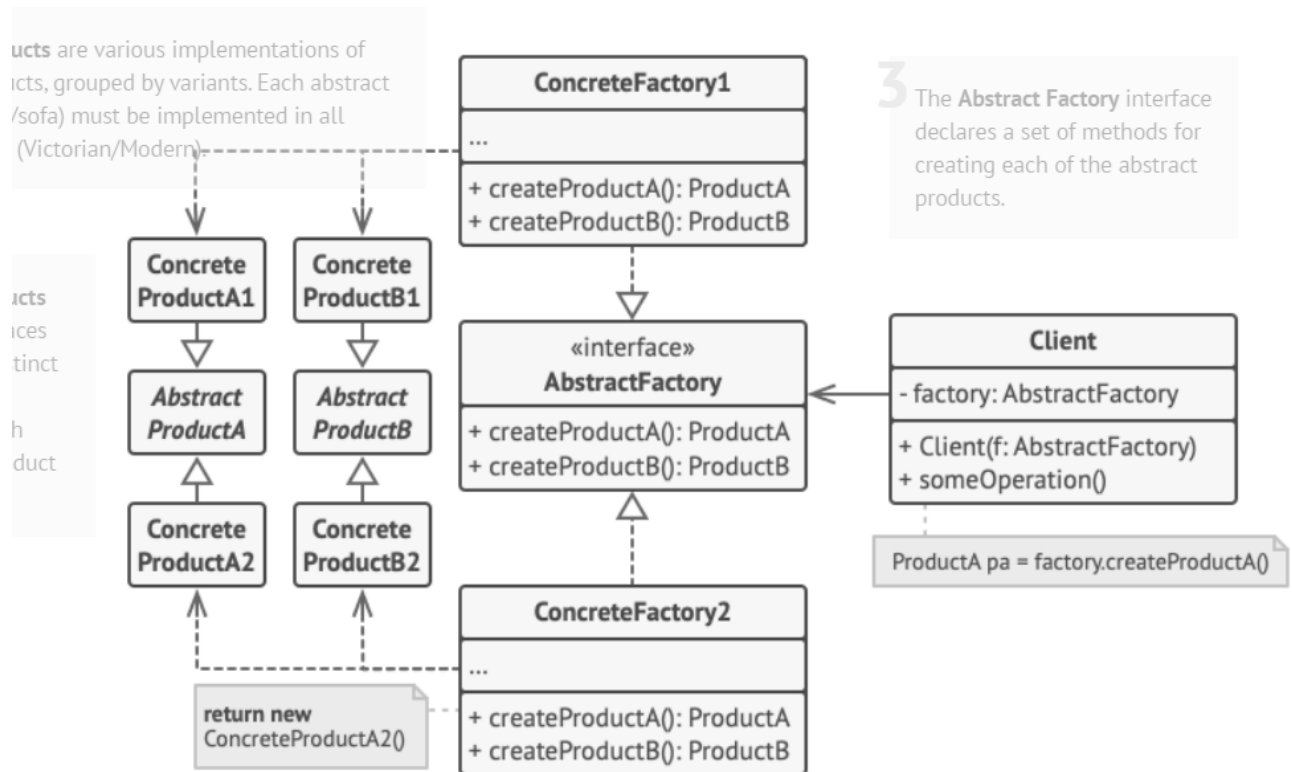 ucts are various implementations of
ucts, grouped by variants. Each abstract
/sofa) must be implemented in all
(Victorian/Modern).
ConcreteFactory1
...
+ createProductA(): ProductA
+ createProductB(): ProductB
3
The Abstract Factory interface
declares a set of methods for
creating each of the abstract
products.
Concrete
ProductA1
Concrete
ProductB1
ucts
aces
tinct
h
duct
Abstract
ProductA
Abstract
ProductB
«interface»
AbstractFactory
+ createProductA(): ProductA
+ createProductB(): ProductB
Client
- factory: AbstractFactory
+ Client(f: AbstractFactory)
+ someOperation()
ProductA pa = factory.createProductA()
Concrete
ProductA2
Concrete
ProductB2
ConcreteFactory2
...
+ createProductA(): ProductA
+ createProductB(): ProductB
return new
ConcreteProductA2()